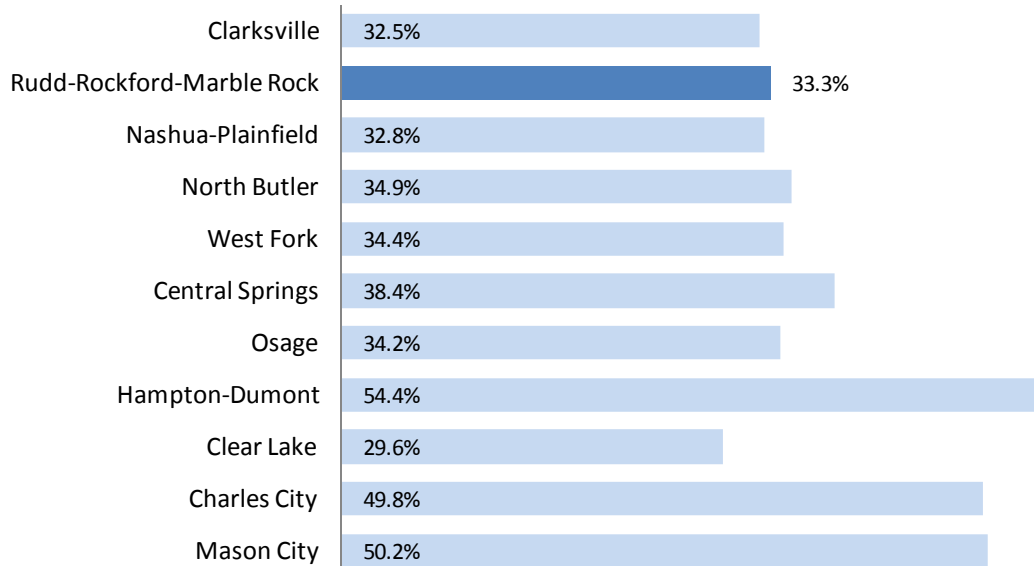 Clarksville 32.5%
Rudd-Rockford-Marble Rock 33.3%
Nashua-Plainfield 32.8%
North Butler 34.9%
West Fork 34.4%
Central Springs 38.4%
Osage 34.2%
Hampton-Dumont 54.4%
Clear Lake 29.6%
Charles City 49.8%
Mason City 50.2%